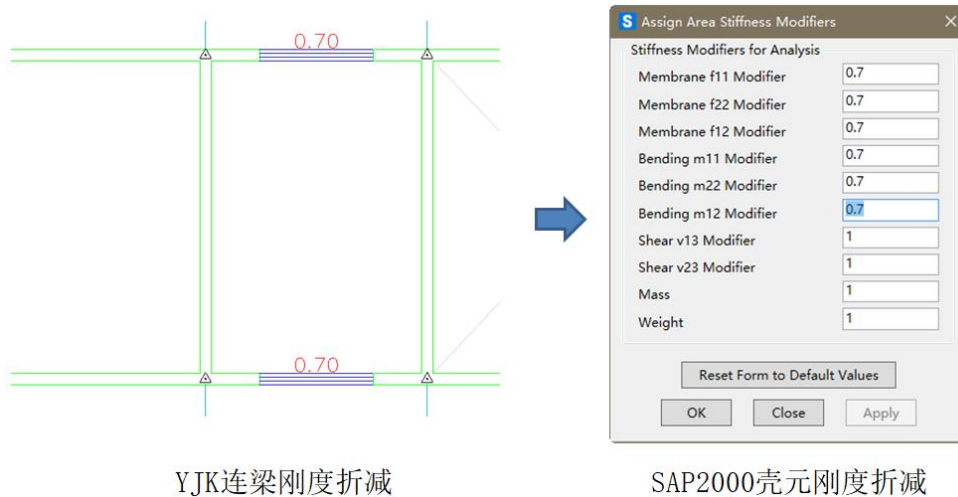 0.70
0.70
YJK连梁刚度折减
S Assign Area Stiffness Modifiers
Stiffness Modifiers for Analysis
Membrane f11 Modifier 0.7
Membrane f22 Modifier 0.7
Membrane f12 Modifier 0.7
Bending m11 Modifier 0.7
Bending m22 Modifier 0.7
Bending m12 Modifier 0.7
Shear v13 Modifier 1
Shear v23 Modifier 1
Mass 1
Weight 1
Reset Form to Default Values
OK Close Apply
SAP2000壳元刚度折减